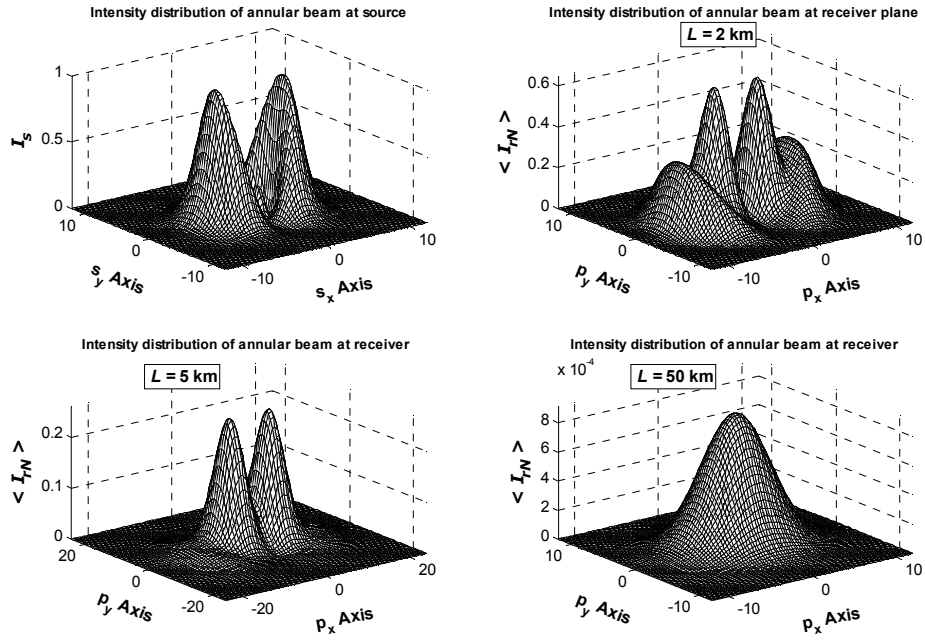 Intensity distribution of annular beam at source
1
0.5
0
I_s
10
0
-10
s_y Axis
-10
0
10
s_x Axis
Intensity distribution of annular beam at receiver plane
L = 2 km
0.6
0.4
0.2
0
< I_rN >
10
0
-10
p_y Axis
-10
0
10
p_x Axis
Intensity distribution of annular beam at receiver
L = 5 km
0.2
0.1
0
< I_rN >
20
0
-20
p_y Axis
-20
0
20
p_x Axis
Intensity distribution of annular beam at receiver
x 10^-4
L = 50 km
8
6
4
2
0
< I_rN >
10
0
-10
p_y Axis
-10
0
10
p_x Axis